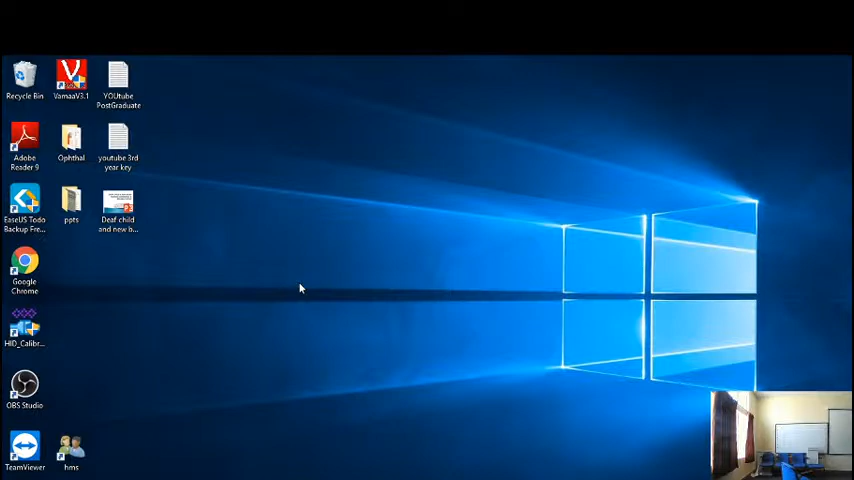 Recycle Bin
VamaaV3.1
YOUtube
PostGraduate
Adobe
Reader 9
Ophthal
youtube 3rd
year key
EaseUS Todo
Backup Fre...
ppts
Deaf child
and new b...
Google
Chrome
HID_Calibr...
OBS Studio
TeamViewer
hms